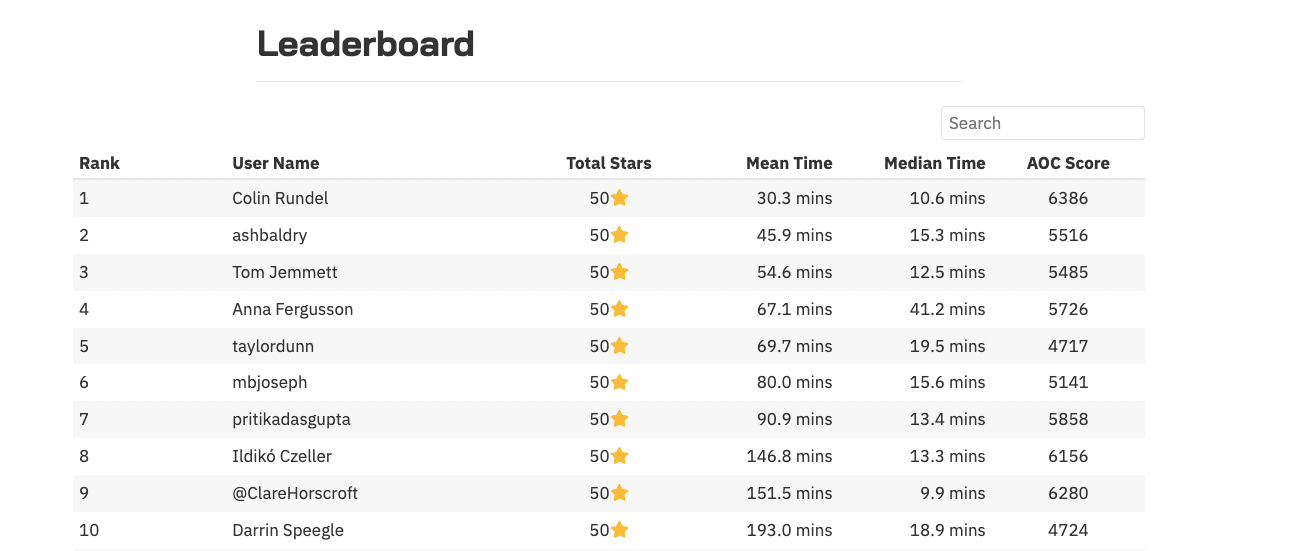 Leaderboard
Search
Rank User Name Total Stars Mean Time Median Time AOC Score
1 Colin Rundel 50⭐ 30.3 mins 10.6 mins 6386
2 ashbaldry 50⭐ 45.9 mins 15.3 mins 5516
3 Tom Jemmett 50⭐ 54.6 mins 12.5 mins 5485
4 Anna Fergusson 50⭐ 67.1 mins 41.2 mins 5726
5 taylordunn 50⭐ 69.7 mins 19.5 mins 4717
6 mbjoseph 50⭐ 80.0 mins 15.6 mins 5141
7 pritikadasgupta 50⭐ 90.9 mins 13.4 mins 5858
8 Ildikó Czeller 50⭐ 146.8 mins 13.3 mins 6156
9 @ClareHorscroft 50⭐ 151.5 mins 9.9 mins 6280
10 Darrin Speegle 50⭐ 193.0 mins 18.9 mins 4724